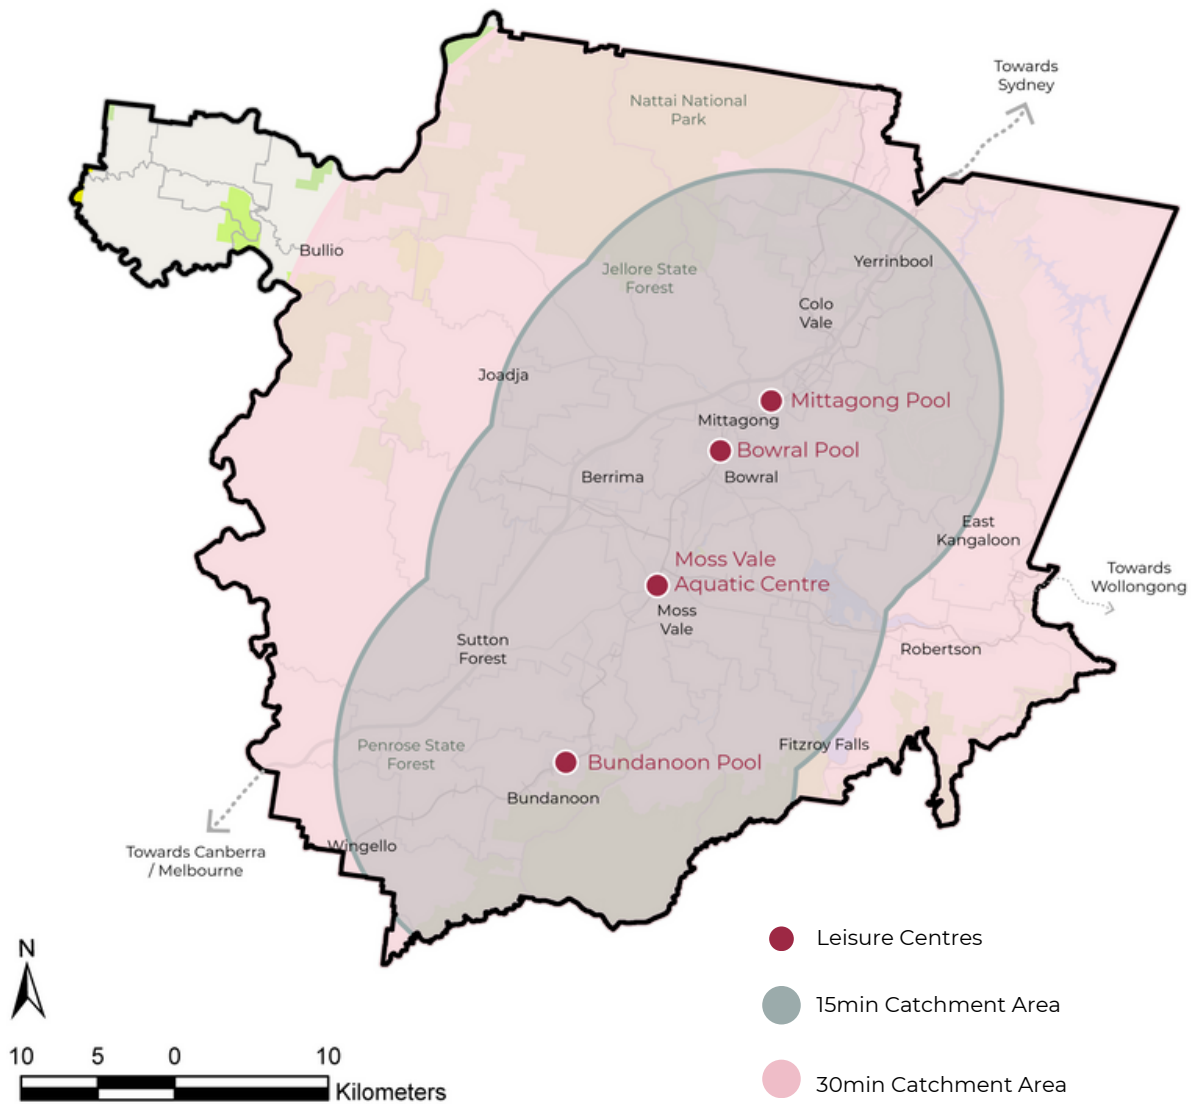 Towards
Sydney
Nattai National
Park
Bullio
Yerrinbool
Jellore State
Forest
Colo
Vale
Joadja
Mittagong Pool
Mittagong
Bowral Pool
Berrima
Bowral
East
Kangaloon
Moss Vale
Aquatic Centre
Towards
Wollongong
Moss
Vale
Sutton
Forest
Robertson
Penrose State
Forest
Fitzroy Falls
Bundanoon Pool
Bundanoon
Wingello
Towards Canberra
/ Melbourne
N
10 5 0 10
Kilometers
Leisure Centres
15min Catchment Area
30min Catchment Area